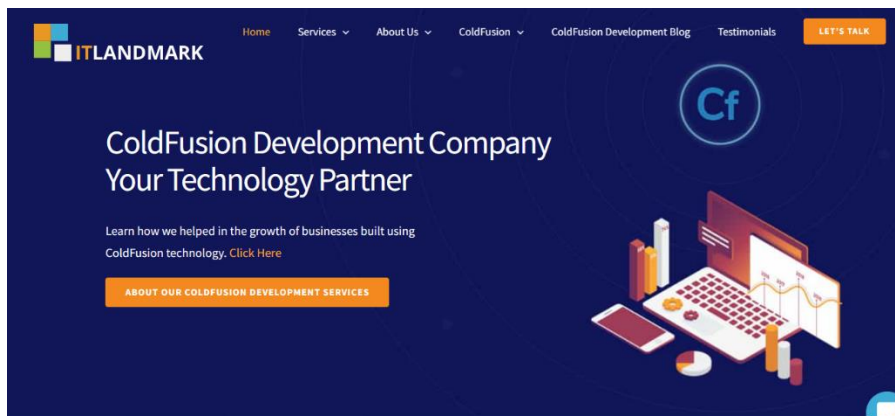 ITLANDMARK
Home Services About Us ColdFusion ColdFusion Development Blog Testimonials LET'S TALK
Cf
ColdFusion Development Company
Your Technology Partner
Learn how we helped in the growth of businesses built using
ColdFusion technology. Click Here
ABOUT OUR COLDFUSION DEVELOPMENT SERVICES